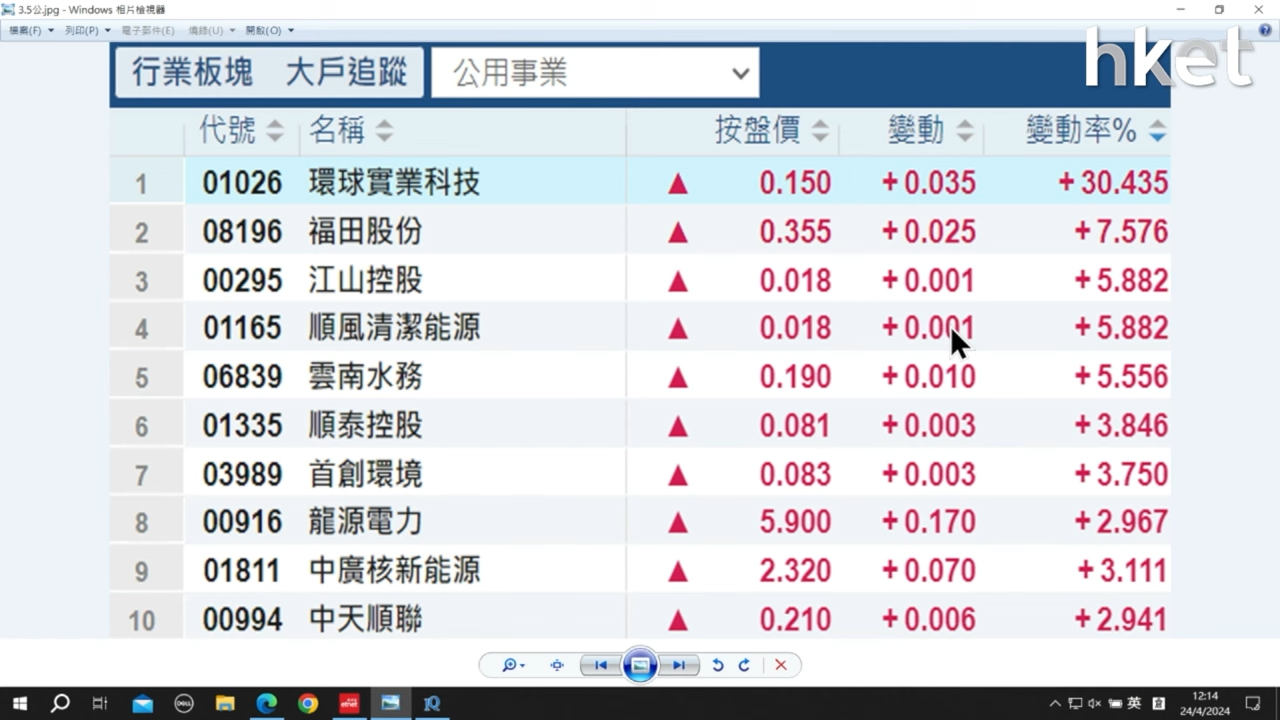 3.5公.jpg - Windows 相片檢視器
檔案(F) 列印(P) 電子郵件(E) 燒錄(U) 開啟(O)
hket
行業板塊 大戶追蹤 公用事業
代號 名稱 按盤價 變動 變動率%
1 01026 環球實業科技 ▲ 0.150 +0.035 +30.435
2 08196 福田股份 ▲ 0.355 +0.025 +7.576
3 00295 江山控股 ▲ 0.018 +0.001 +5.882
4 01165 順風清潔能源 ▲ 0.018 +0.001 +5.882
5 06839 雲南水務 ▲ 0.190 +0.010 +5.556
6 01335 順泰控股 ▲ 0.081 +0.003 +3.846
7 03989 首創環境 ▲ 0.083 +0.003 +3.750
8 00916 龍源電力 ▲ 5.900 +0.170 +2.967
9 01811 中廣核新能源 ▲ 2.320 +0.070 +3.111
10 00994 中天順聯 ▲ 0.210 +0.006 +2.941
DELL etnet IQ 英 12:14
24/4/2024